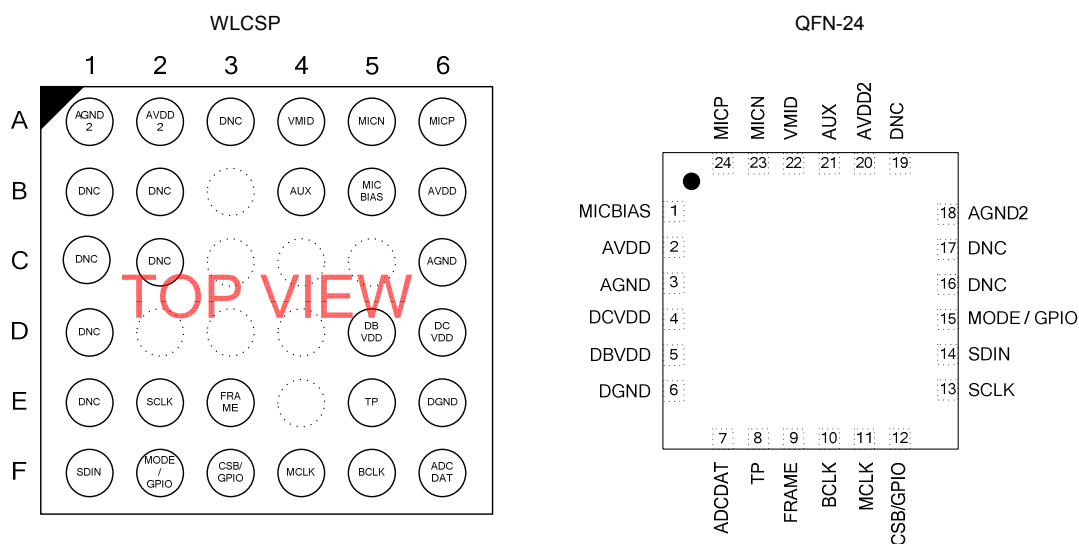 WLCSP
QFN-24
1 2 3 4 5 6
A
AGND
2
AVDD
2
DNC
VMID
MICN
MICP
B
DNC
DNC
AUX
MIC
BIAS
AVDD
C
DNC
DNC
AGND
TOP VIEW
D
DNC
DB
VDD
DC
VDD
E
DNC
SCLK
FRA
ME
TP
DGND
F
SDIN
MODE
/
GPIO
CSB/
GPIO
MCLK
BCLK
ADC
DAT
MICP
MICN
VMID
AUX
AVDD2
DNC
24 23 22 21 20 19
MICBIAS 1
AVDD 2
AGND 3
DCVDD 4
DBVDD 5
DGND 6
18 AGND2
17 DNC
16 DNC
15 MODE / GPIO
14 SDIN
13 SCLK
7 8 9 10 11 12
ADCDAT
TP
FRAME
BCLK
MCLK
CSB/GPIO